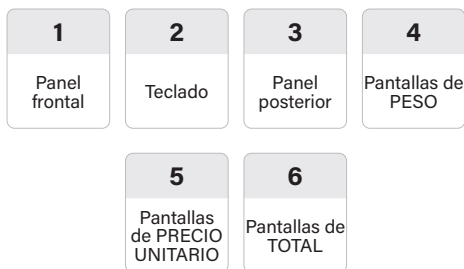 1
Panel
frontal
2
Teclado
3
Panel
posterior
4
Pantallas de
PESO
5
Pantallas
de PRECIO
UNITARIO
6
Pantallas de
TOTAL